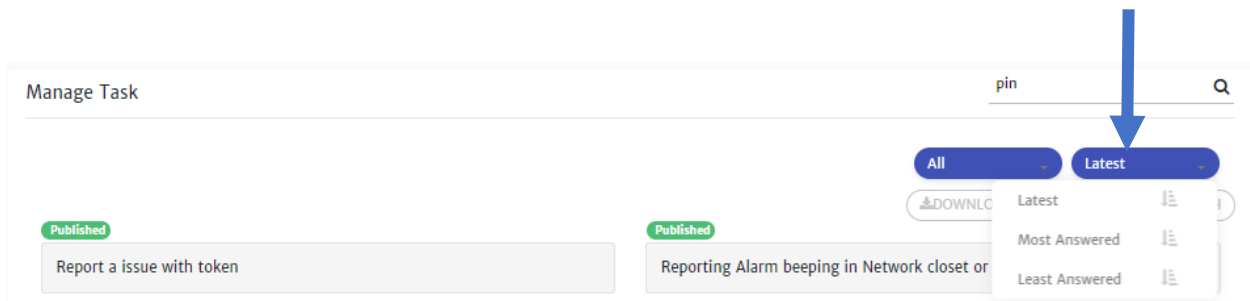 Manage Task
pin
All
Latest
DOWNLO
Latest
Most Answered
Least Answered
Published
Report a issue with token
Published
Reporting Alarm beeping in Network closet or